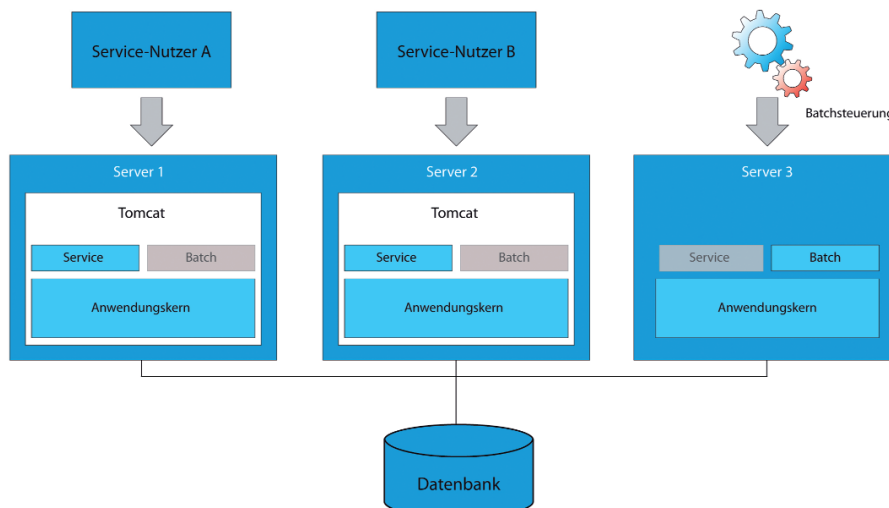 Service-Nutzer A
Service-Nutzer B
Batchsteuerung
Server 1
Server 2
Server 3
Tomcat
Tomcat
Service
Batch
Service
Batch
Service
Batch
Anwendungskern
Anwendungskern
Anwendungskern
Datenbank